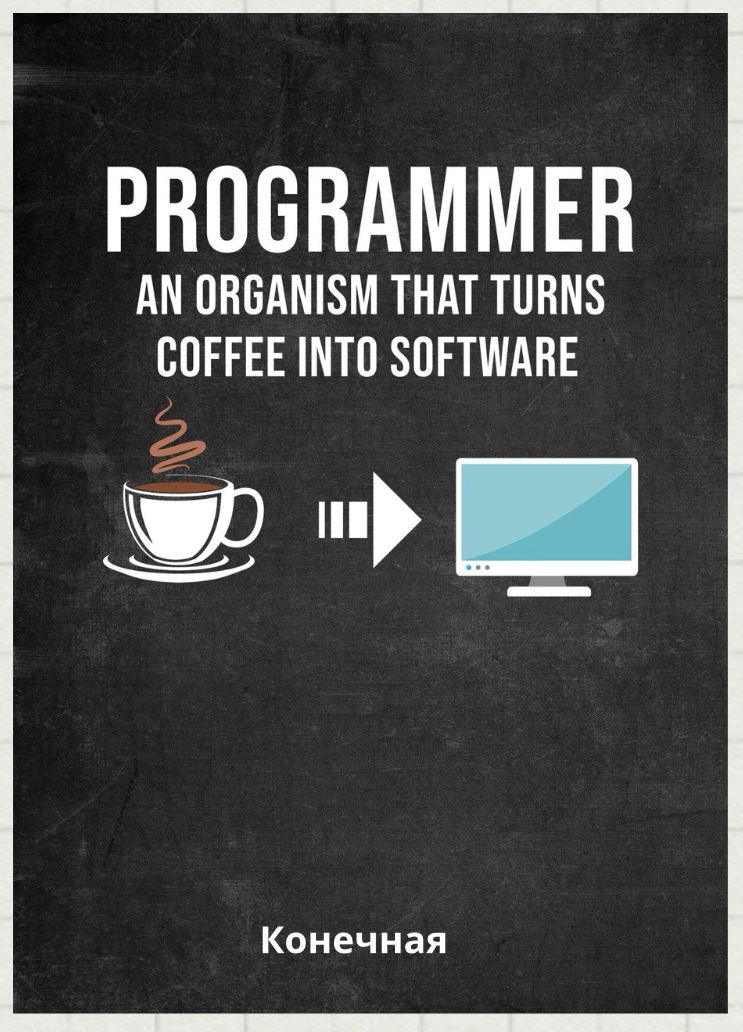 PROGRAMMER
AN ORGANISM THAT TURNS
COFFEE INTO SOFTWARE
Конечная